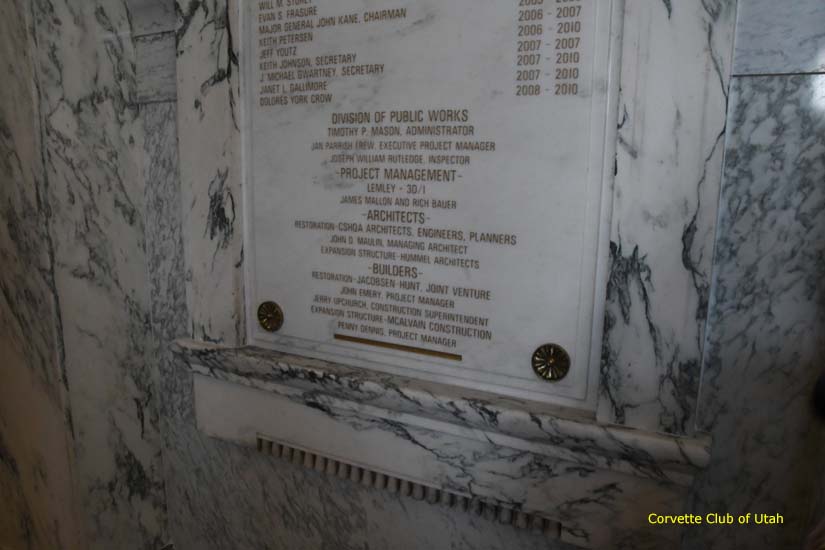 WILL M. STOREY 2005 - 2006
EVAN S. FRASURE 2006 - 2007
MAJOR GENERAL JOHN KANE, CHAIRMAN 2006 - 2010
KEITH PETERSEN 2007 - 2007
JEFF YOUTZ 2007 - 2010
KEITH JOHNSON, SECRETARY 2007 - 2010
J. MICHAEL GWARTNEY, SECRETARY 2008 - 2010
JANET L. GALLIMORE
DOLORES YORK CROW
DIVISION OF PUBLIC WORKS
TIMOTHY P. MASON, ADMINISTRATOR
JAN PARRISH FREW, EXECUTIVE PROJECT MANAGER
JOSEPH WILLIAM RUTLEDGE, INSPECTOR
-PROJECT MANAGEMENT-
LEMLEY - 3D/I
JAMES MALLON AND RICH BAUER
-ARCHITECTS-
RESTORATION-CSHQA ARCHITECTS, ENGINEERS, PLANNERS
JOHN D. MAULIN, MANAGING ARCHITECT
EXPANSION STRUCTURE-HUMMEL ARCHITECTS
-BUILDERS-
RESTORATION-JACOBSEN-HUNT, JOINT VENTURE
JOHN EMERY, PROJECT MANAGER
JERRY UPCHURCH, CONSTRUCTION SUPERINTENDENT
EXPANSION STRUCTURE-MCALVAIN CONSTRUCTION
PENNY DENNIS, PROJECT MANAGER
Corvette Club of Utah